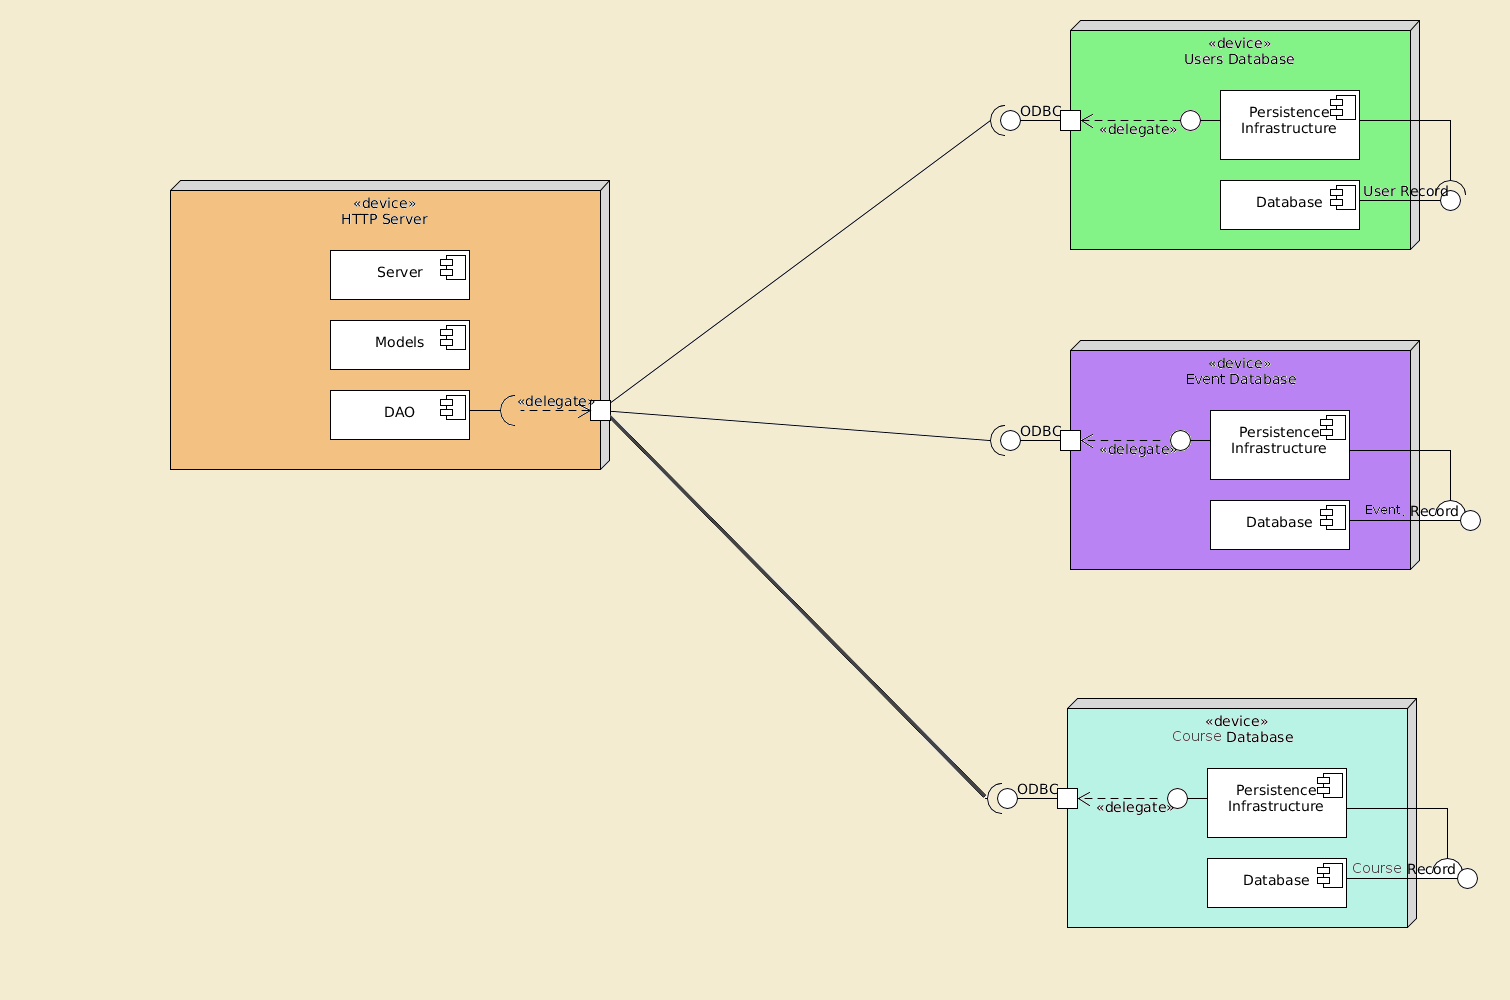 «device»
HTTP Server
Server
Models
DAO
«delegate»
«device»
Users Database
ODBC
«delegate»
Persistence
Infrastructure
User Record
Database
«device»
Event Database
ODBC
«delegate»
Persistence
Infrastructure
Event. Record
Database
«device»
Course Database
ODBC
«delegate»
Persistence
Infrastructure
Course Record
Database